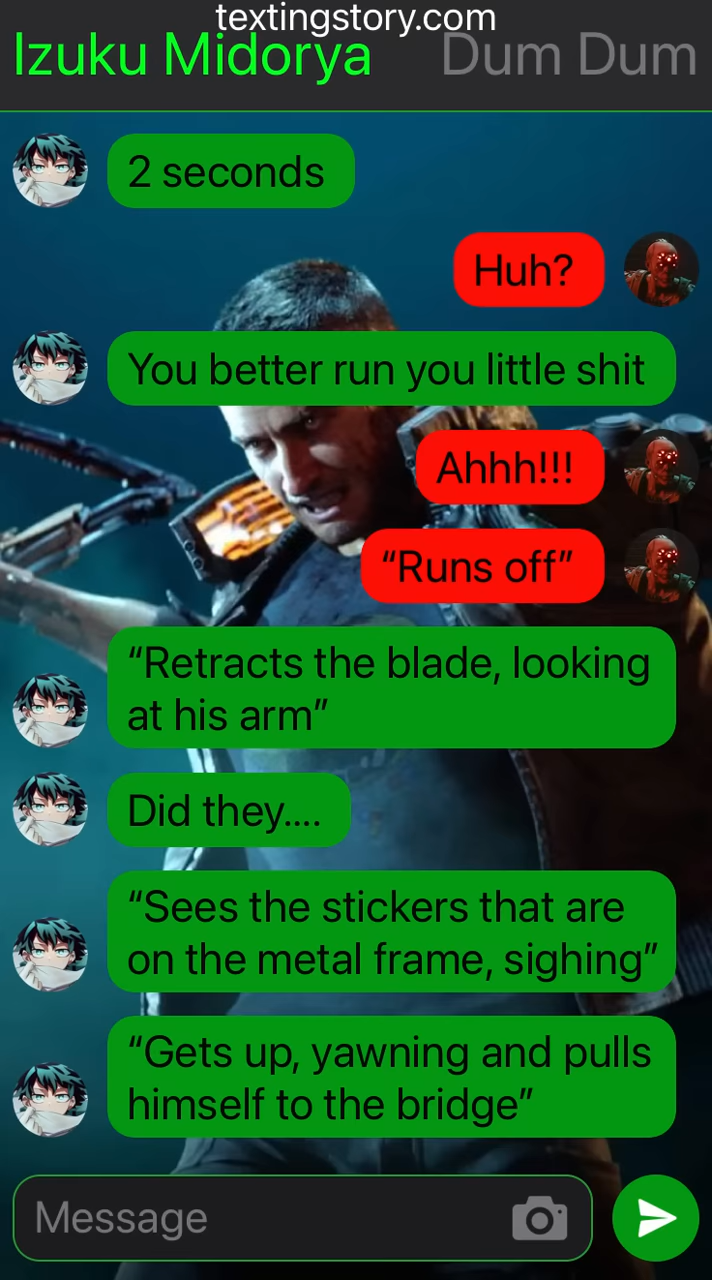 textingstory.com
Izuku Midorya
Dum Dum
2 seconds
Huh?
You better run you little shit
Ahhh!!!
“Runs off”
“Retracts the blade, looking
at his arm”
Did they....
“Sees the stickers that are
on the metal frame, sighing”
“Gets up, yawning and pulls
himself to the bridge”
Message